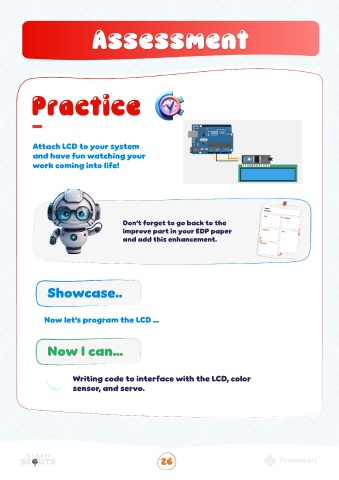 Assessment
Practice
Attach LCD to your system
and have fun watching your
work coming into life!
Don't forget to go back to the
improve part in your EDP paper
and add this enhancement.
Showcase..
Now let's program the LCD ...
Now I can...
Writing code to interface with the LCD, color
sensor, and servo.
SCOUTS
26
Pyramakerz